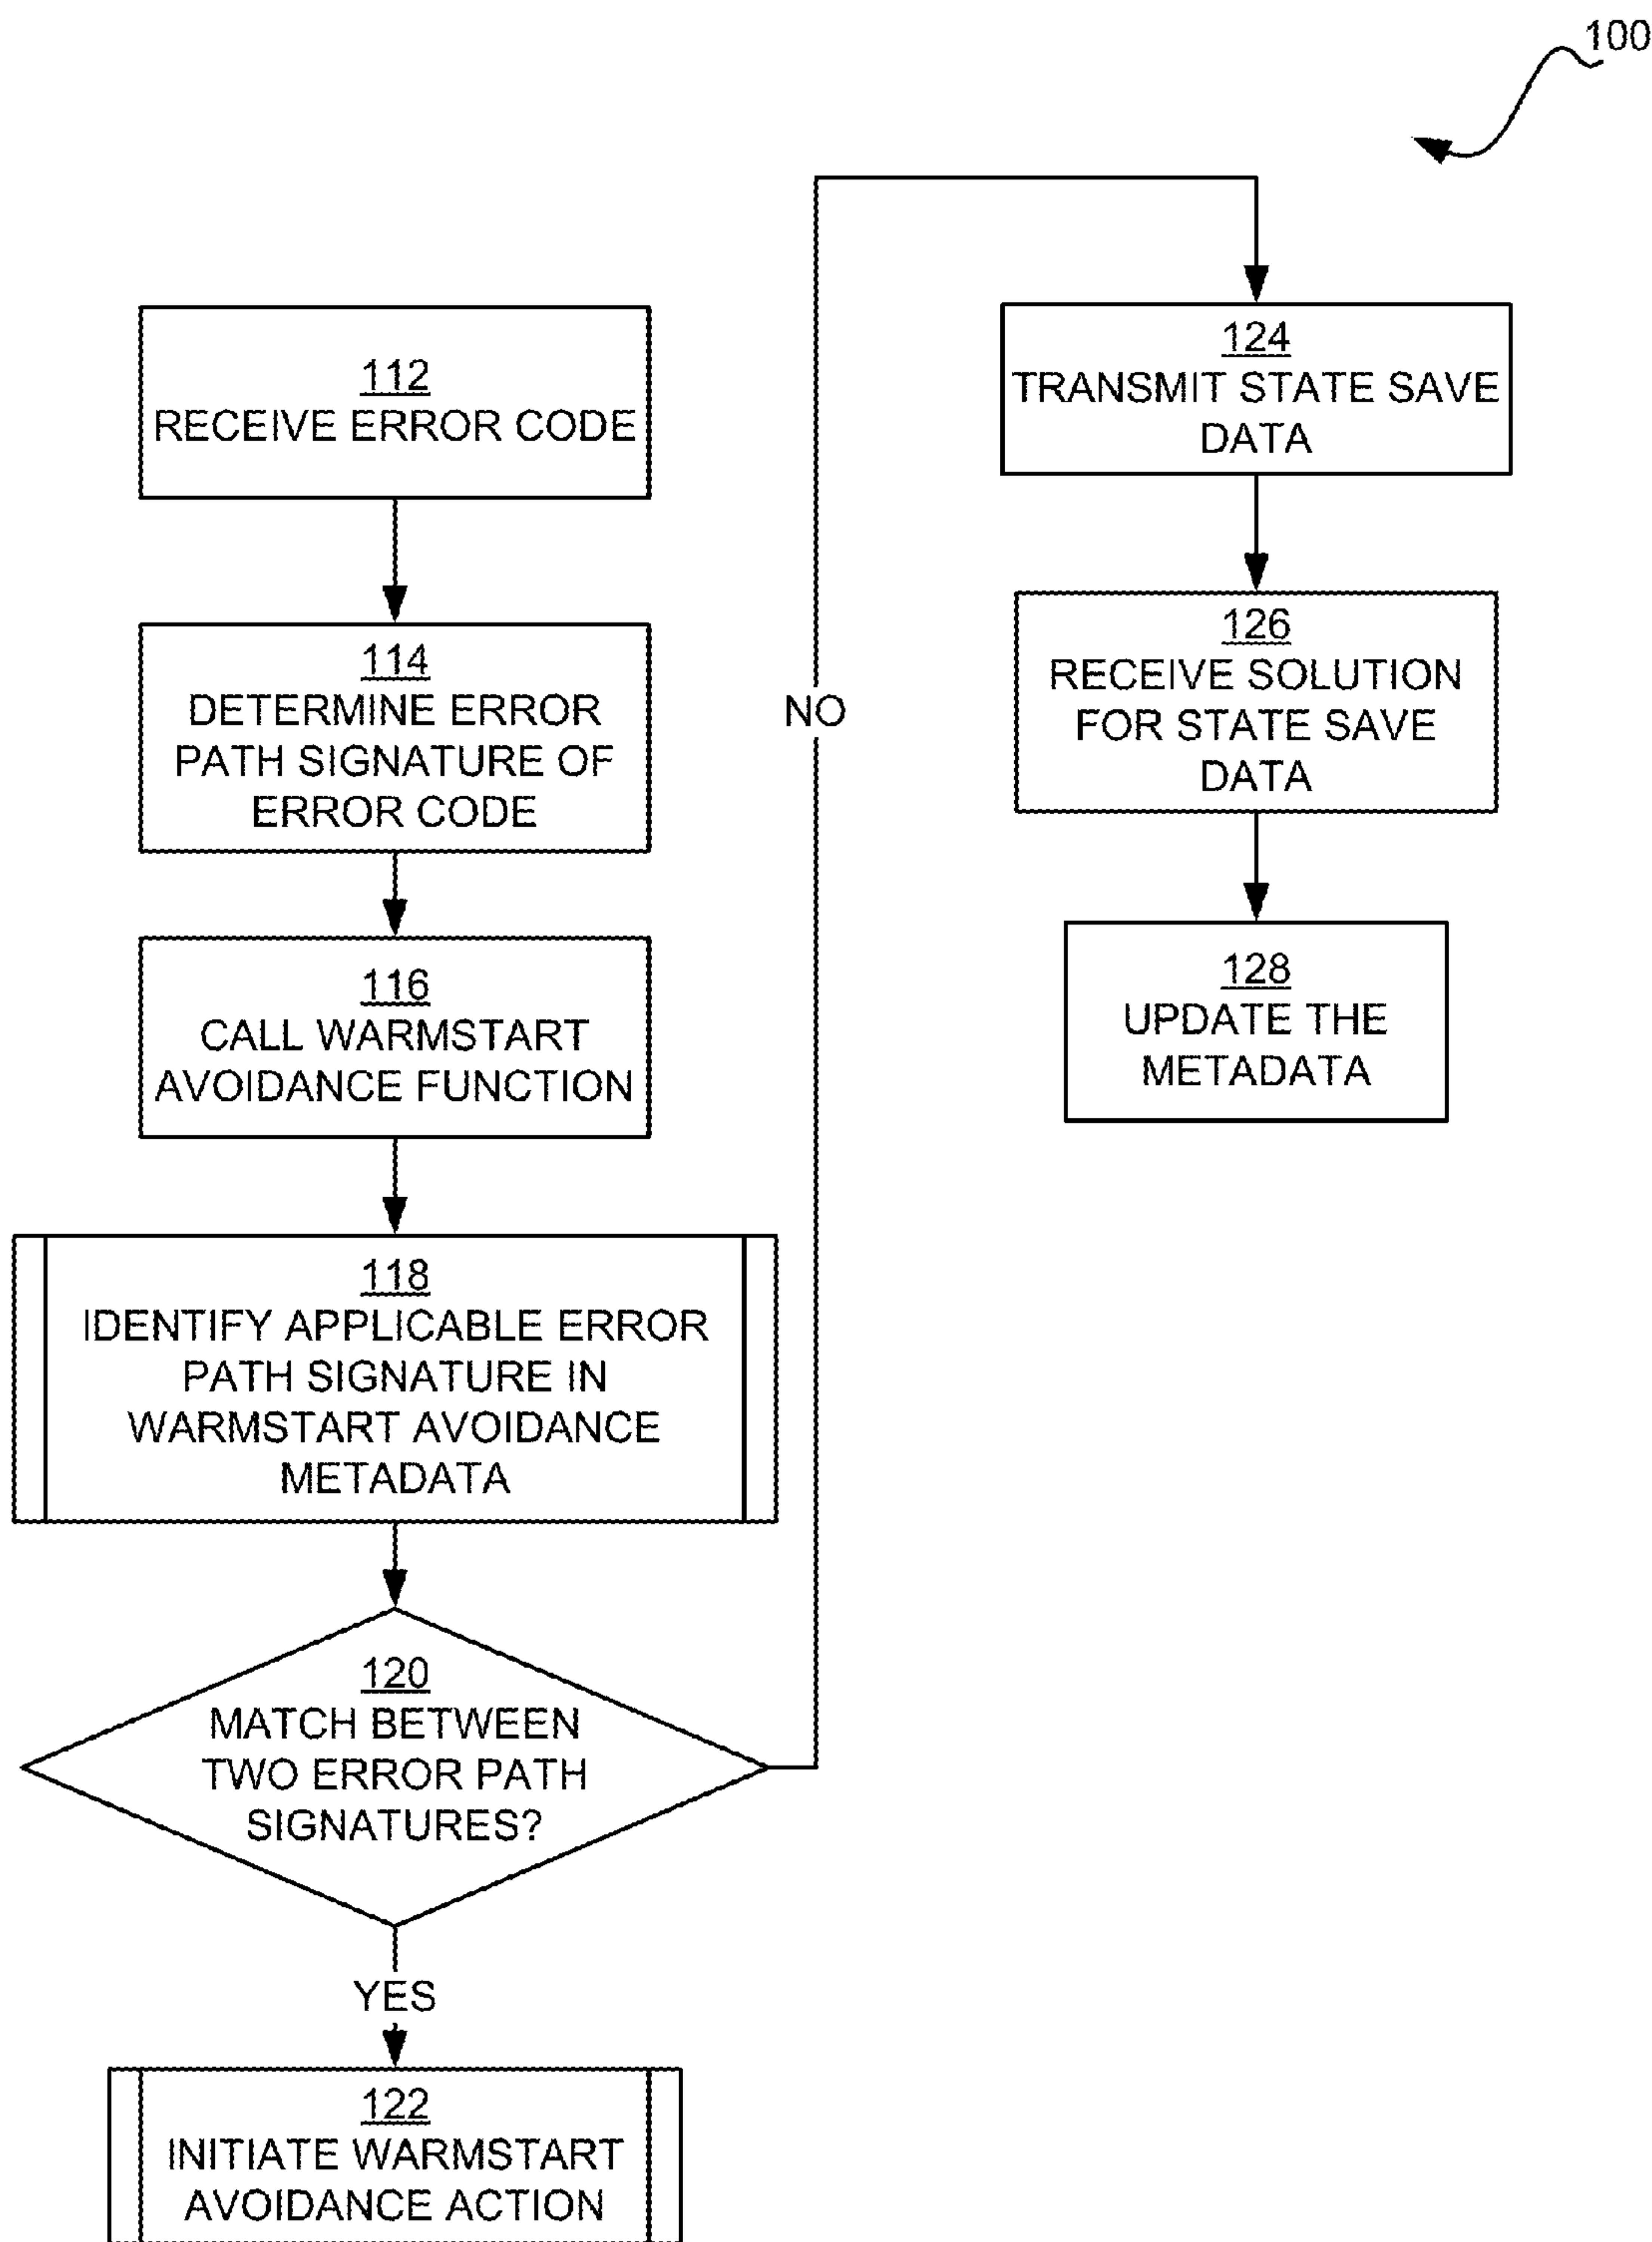 100
112
RECEIVE ERROR CODE
114
DETERMINE ERROR
PATH SIGNATURE OF
ERROR CODE
116
CALL WARMSTART
AVOIDANCE FUNCTION
118
IDENTIFY APPLICABLE ERROR
PATH SIGNATURE IN
WARMSTART AVOIDANCE
METADATA
120
MATCH BETWEEN
TWO ERROR PATH
SIGNATURES?
YES
122
INITIATE WARMSTART
AVOIDANCE ACTION
NO
124
TRANSMIT STATE SAVE
DATA
126
RECEIVE SOLUTION
FOR STATE SAVE
DATA
128
UPDATE THE
METADATA